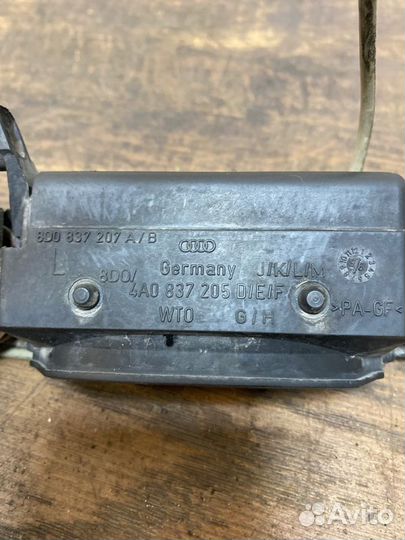 8D0 837 207 A/B
L Germany J/K/L/M
8D0/
4A0 837 205 D/E/F
WTO G/H >PA-GF<
Avito